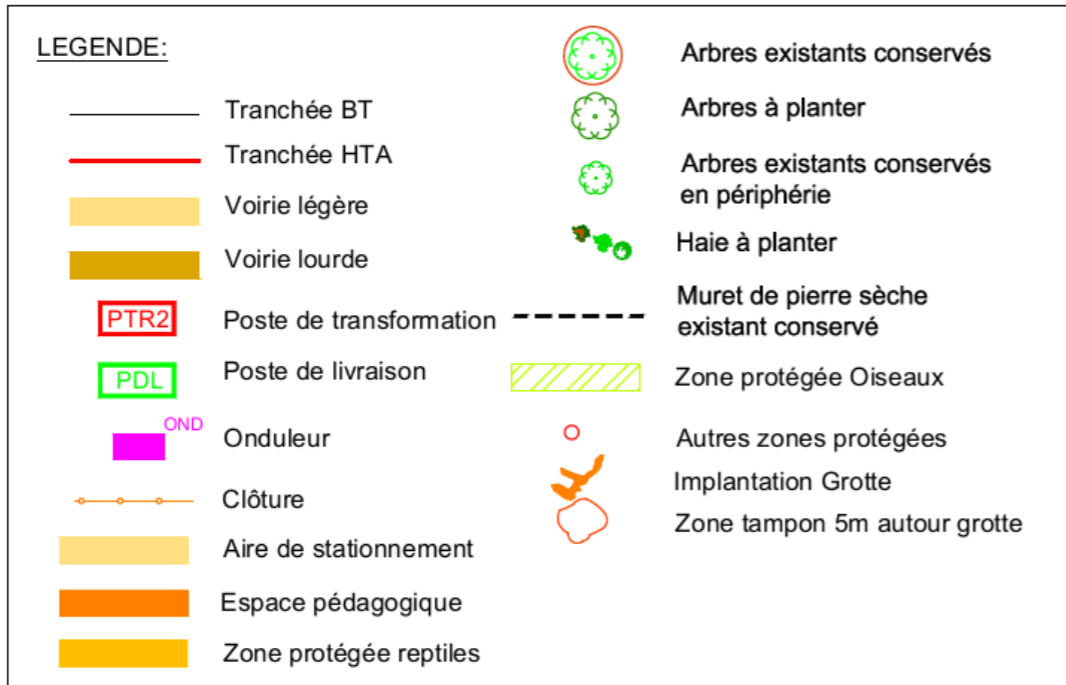 LEGENDE:
Tranchée BT
Tranchée HTA
Voirie légère
Voirie lourde
PTR2 Poste de transformation
PDL Poste de livraison
OND
Onduleur
Clôture
Aire de stationnement
Espace pédagogique
Zone protégée reptiles
Arbres existants conservés
Arbres à planter
Arbres existants conservés
en périphérie
Haie à planter
Muret de pierre sèche
existant conservé
Zone protégée Oiseaux
Autres zones protégées
Implantation Grotte
Zone tampon 5m autour grotte